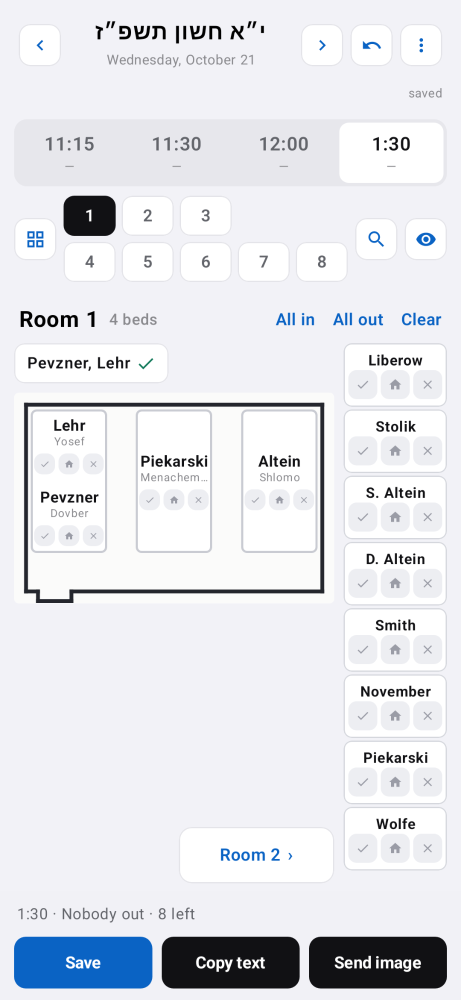 י״א חשון תשפ״ז
Wednesday, October 21
saved
11:15 11:30 12:00 1:30
— — — —
1 2 3
4 5 6 7 8
Room 1 4 beds All in All out Clear
Pevzner, Lehr
Lehr
Yosef
Pevzner
Dovber
Piekarski
Menachem…
Altein
Shlomo
Liberow
Stolik
S. Altein
D. Altein
Smith
November
Piekarski
Wolfe
Room 2 ›
1:30 · Nobody out · 8 left
Save Copy text Send image